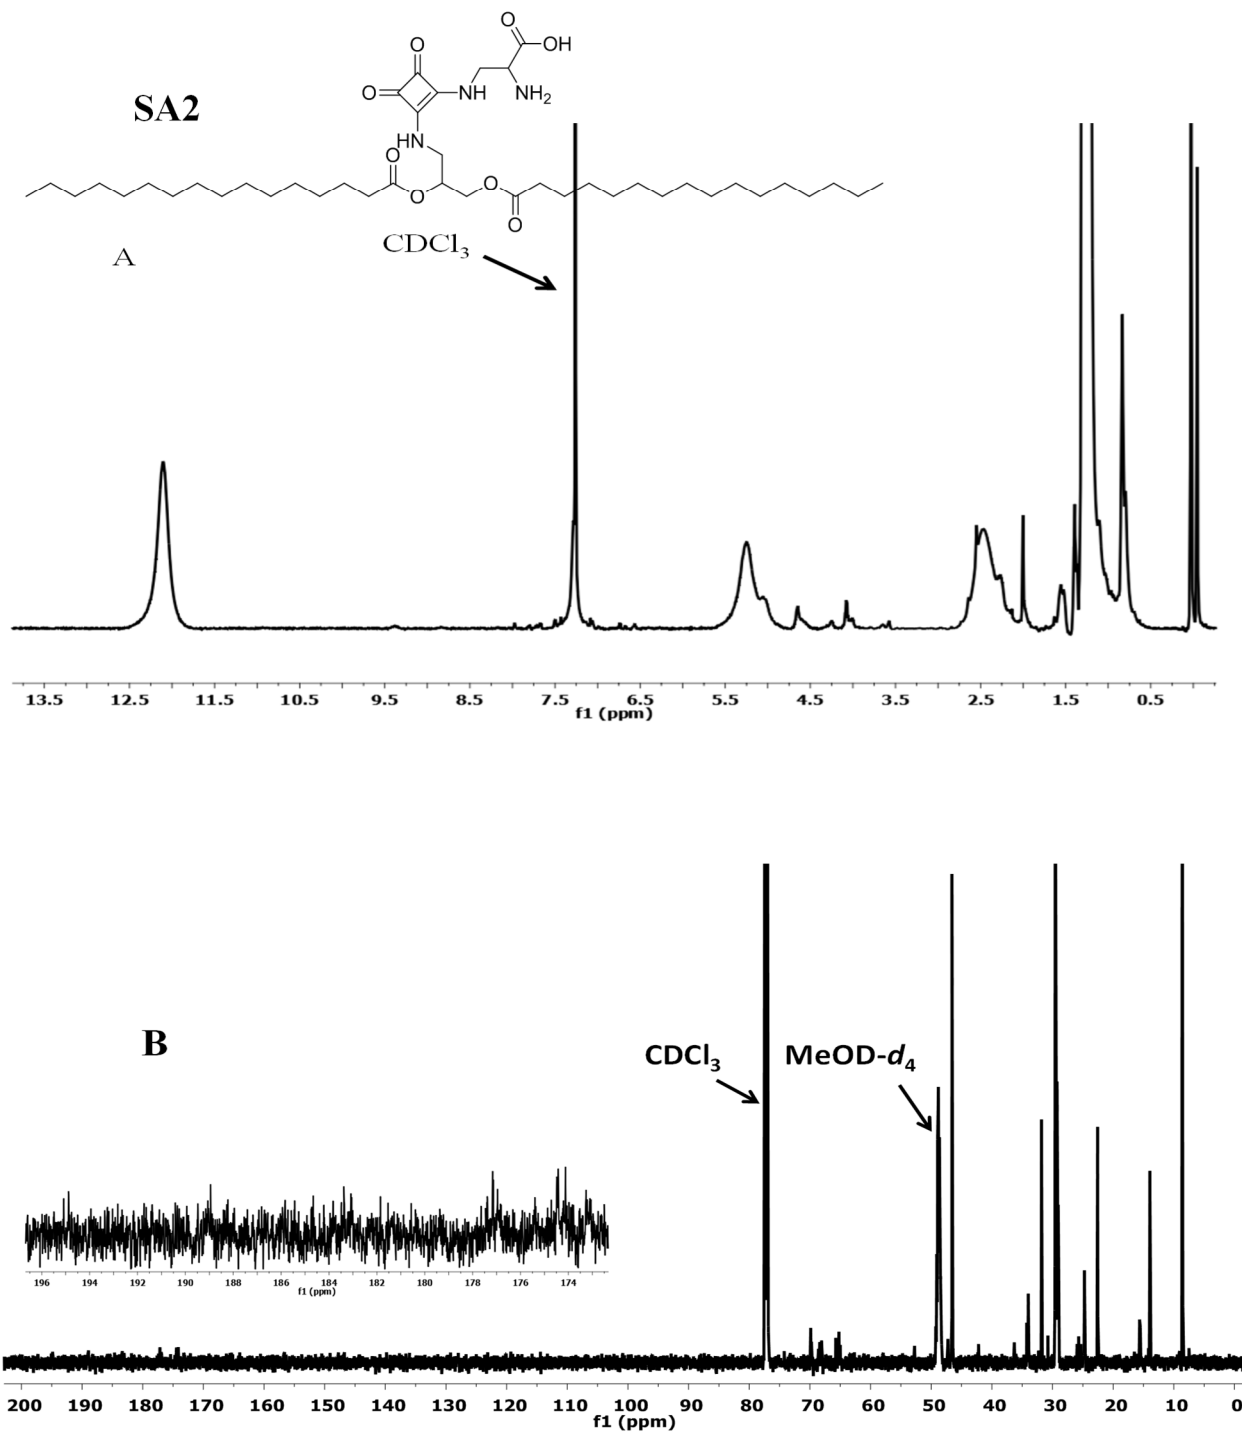 O
O
OH
O
NH
NH₂
SA2
HN
O
O
O
O
A
CDCl₃
13.5 12.5 11.5 10.5 9.5 8.5 7.5 6.5 5.5 4.5 3.5 2.5 1.5 0.5
f1 (ppm)
B
CDCl₃ MeOD-d₄
196 194 192 190 188 186 184 182 180 178 176 174
f1 (ppm)
200 190 180 170 160 150 140 130 120 110 100 90 80 70 60 50 40 30 20 10 0
f1 (ppm)